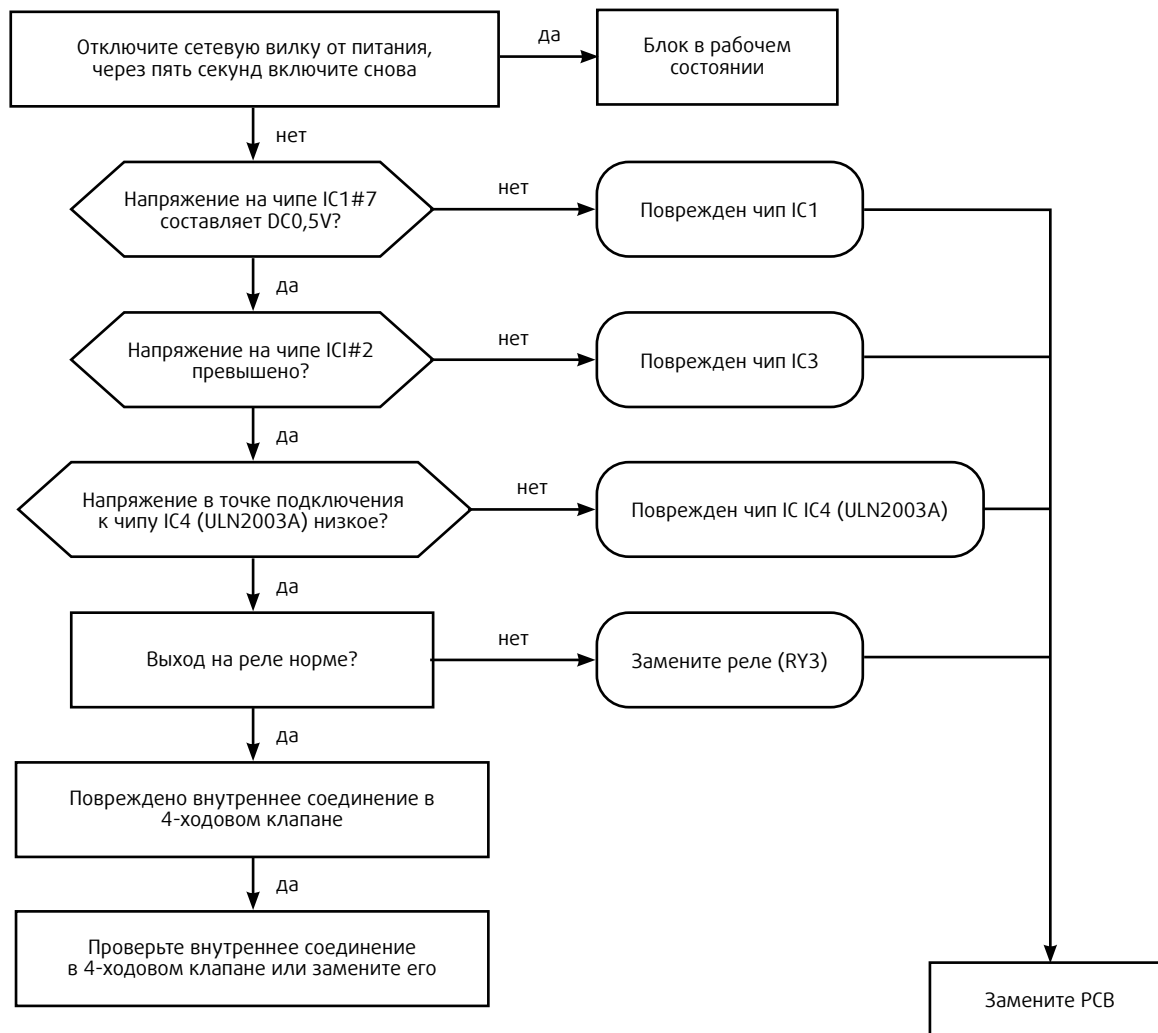 Отключите сетевую вилку от питания,
через пять секунд включите снова
да
Блок в рабочем
состоянии
нет
Напряжение на чипе IC1#7
составляет DC0,5V?
нет
Поврежден чип IC1
да
Напряжение на чипе ICI#2
превышено?
нет
Поврежден чип IC3
да
Напряжение в точке подключения
к чипу IC4 (ULN2003A) низкое?
нет
Поврежден чип IC IC4 (ULN2003A)
да
Выход на реле норме?
нет
Замените реле (RY3)
да
Повреждено внутреннее соединение в
4-ходовом клапане
да
Проверьте внутреннее соединение
в 4-ходовом клапане или замените его
Замените PCB